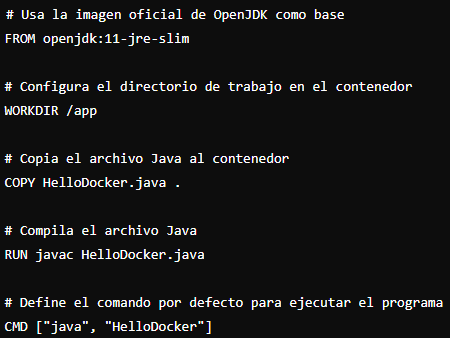 # Usa la imagen oficial de OpenJDK como base
FROM openjdk:11-jre-slim
# Configura el directorio de trabajo en el contenedor
WORKDIR /app
# Copia el archivo Java al contenedor
COPY HelloDocker.java .
# Compila el archivo Java
RUN javac HelloDocker.java
# Define el comando por defecto para ejecutar el programa
CMD ["java", "HelloDocker"]